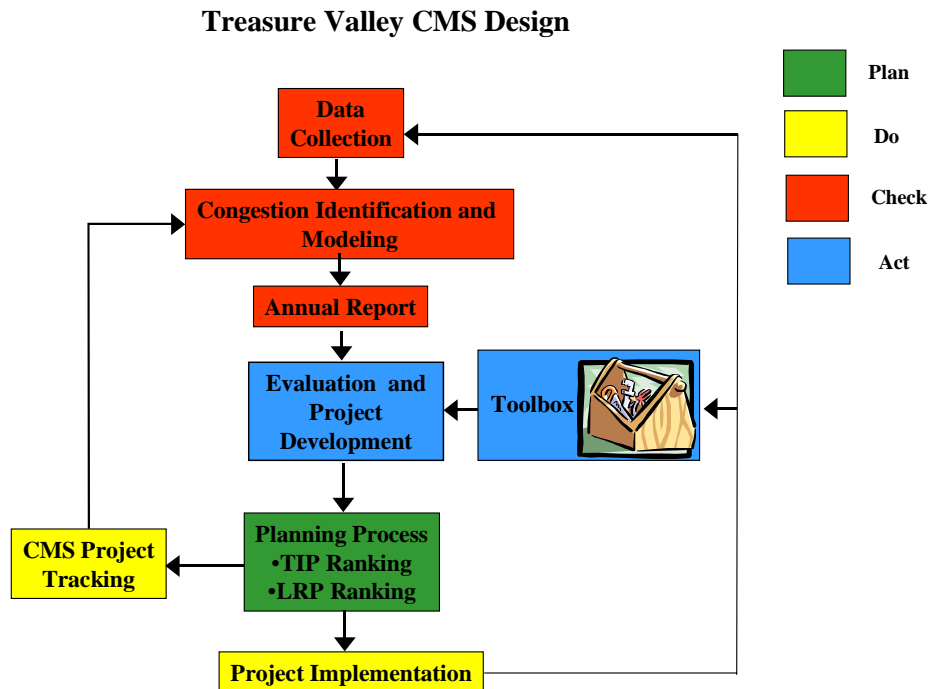 Treasure Valley CMS Design
Plan
Do
Check
Act
Data
Collection
Congestion Identification and
Modeling
Annual Report
Evaluation and
Project
Development
Toolbox
Planning Process
•TIP Ranking
•LRP Ranking
CMS Project
Tracking
Project Implementation